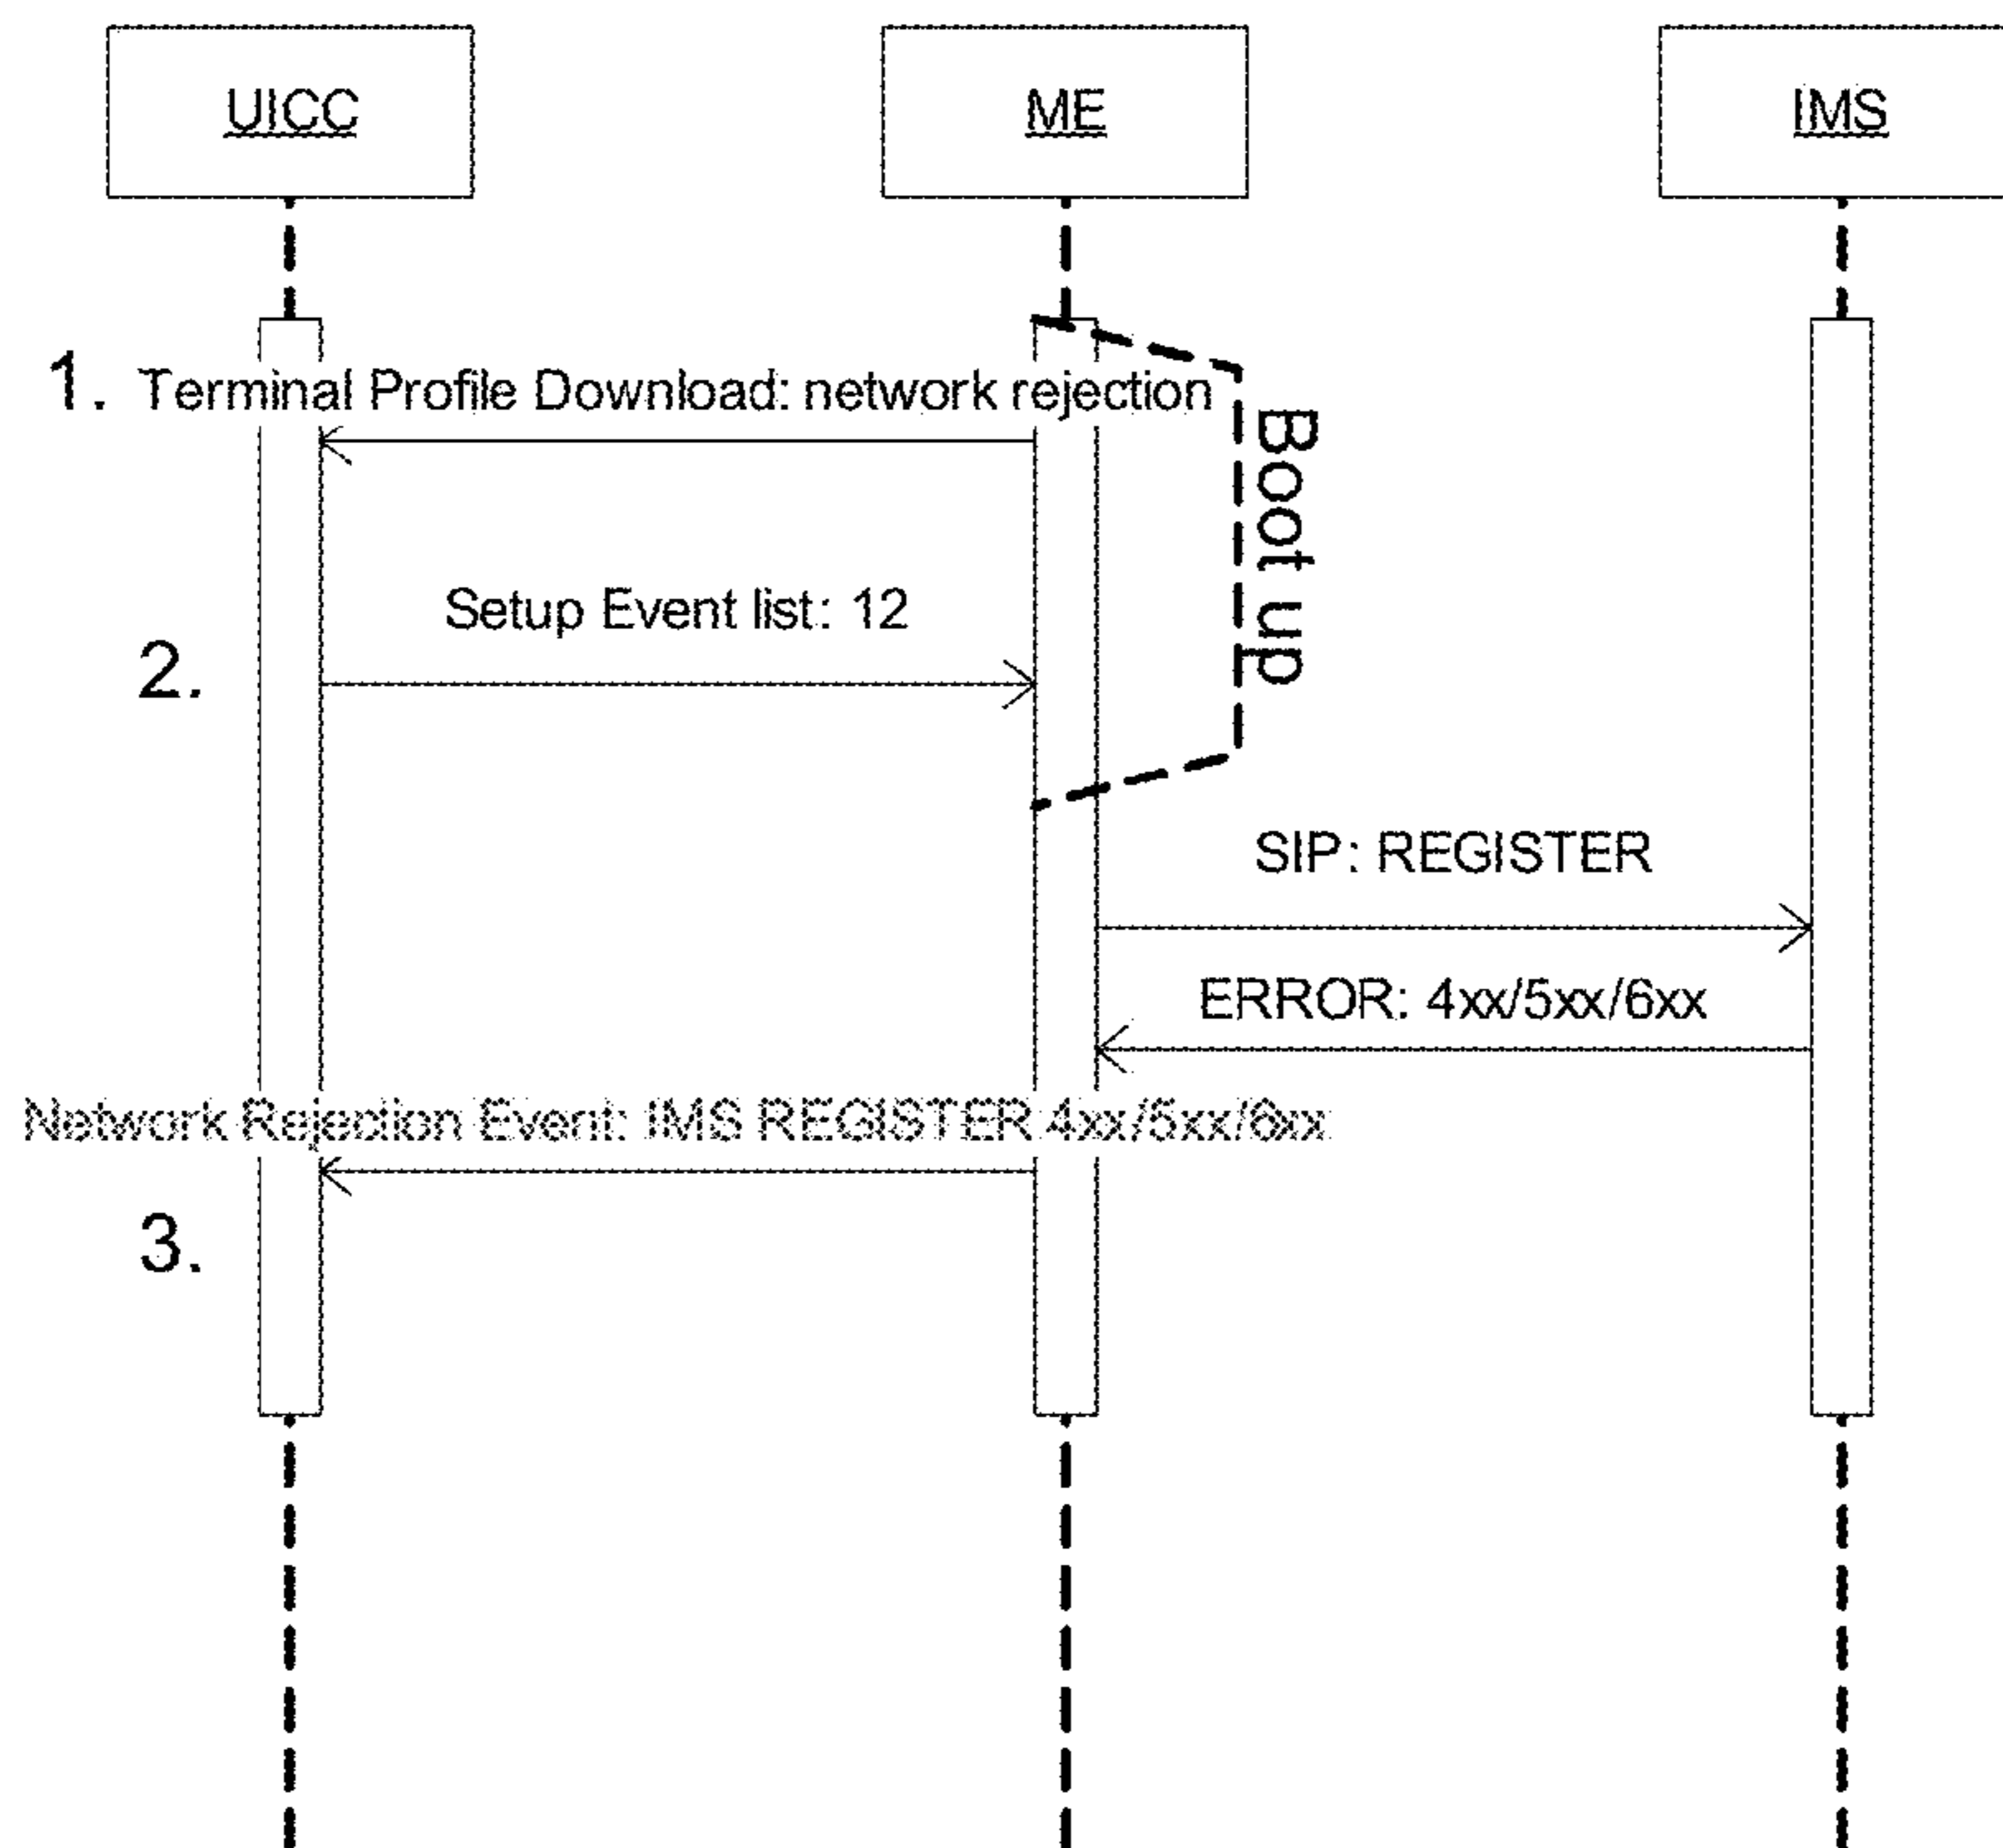 UICC
ME
IMS
1. Terminal Profile Download: network rejection
Boot up
Setup Event list: 12
2.
SIP: REGISTER
ERROR: 4xx/5xx/6xx
Network Rejection Event: IMS REGISTER 4xx/5xx/6xx
3.